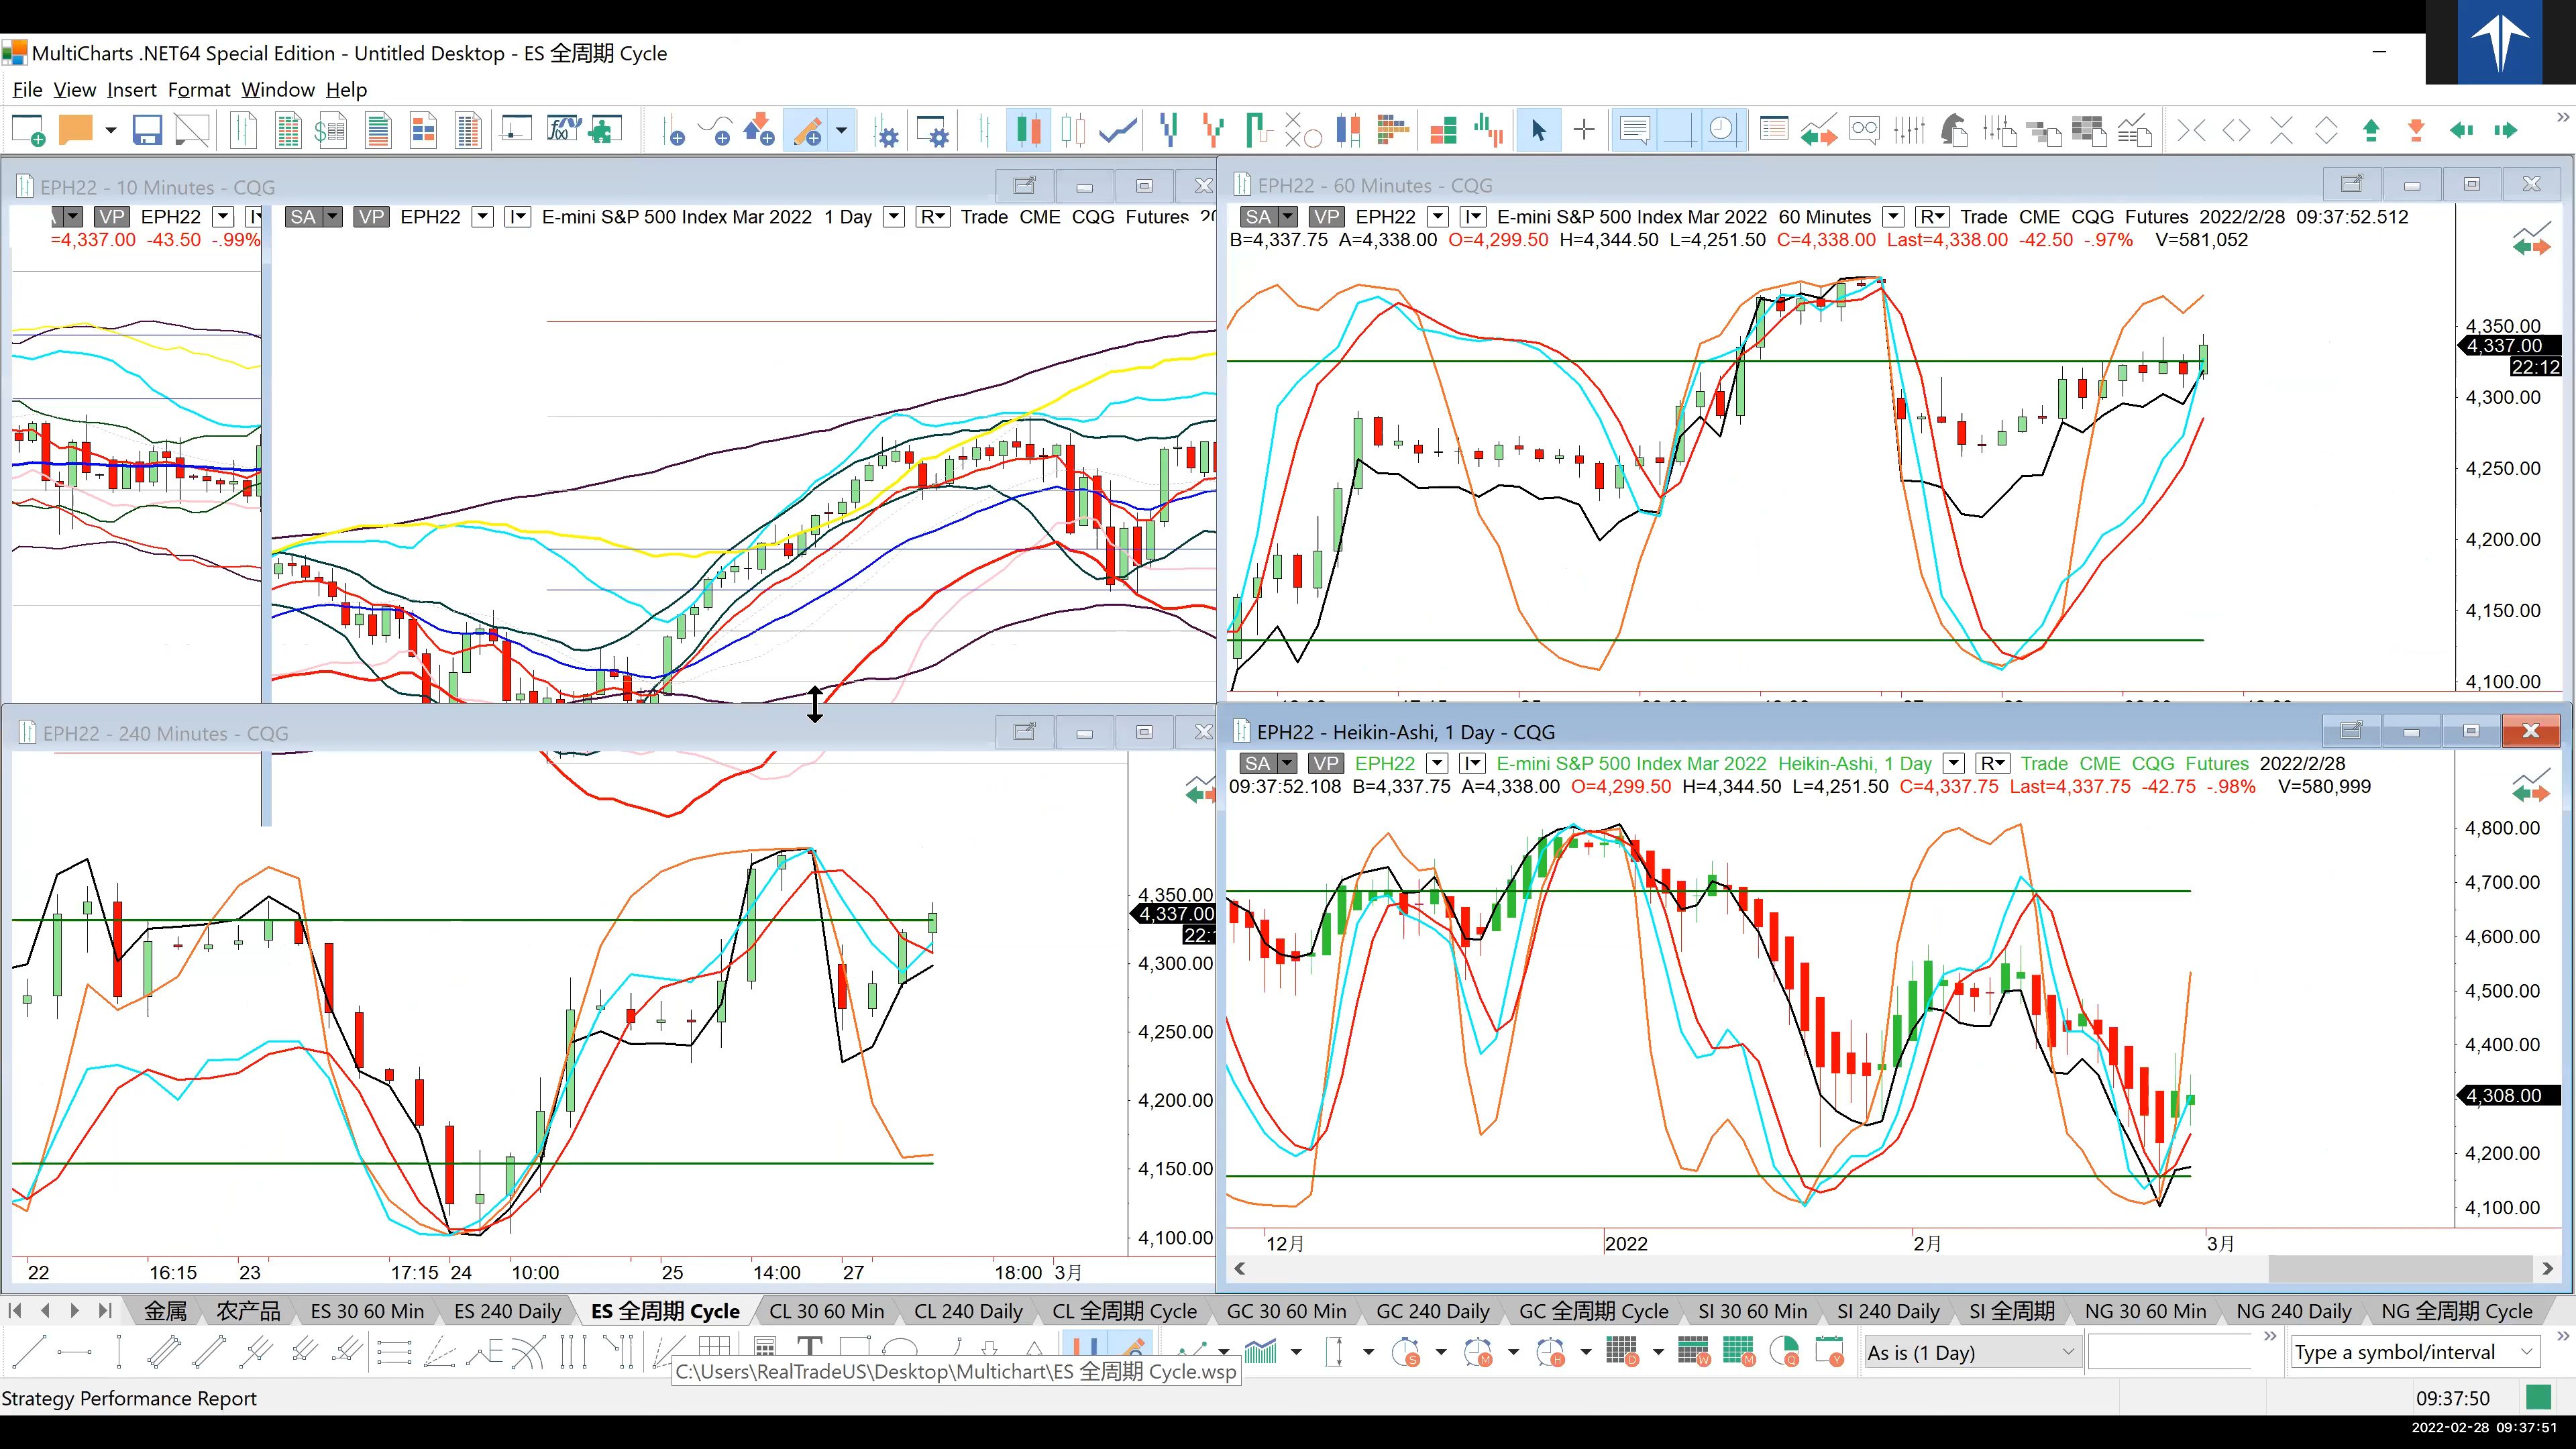 MultiCharts .NET64 Special Edition - Untitled Desktop - ES 全周期 Cycle
File View Insert Format Window Help
EPH22 - 10 Minutes - CQG
VP EPH22
=4,337.00 -43.50 -.99%
SA VP EPH22 E-mini S&P 500 Index Mar 2022 1 Day R Trade CME CQG Futures
EPH22 - 60 Minutes - CQG
SA VP EPH22 E-mini S&P 500 Index Mar 2022 60 Minutes R Trade CME CQG Futures 2022/2/28 09:37:52.512
B=4,337.75 A=4,338.00 O=4,299.50 H=4,344.50 L=4,251.50 C=4,338.00 Last=4,338.00 -42.50 -.97% V=581,052
4,350.00
4,337.00
22:12
4,300.00
4,250.00
4,200.00
4,150.00
4,100.00
EPH22 - 240 Minutes - CQG
4,350.00
4,337.00
4,300.00
4,250.00
4,200.00
4,150.00
4,100.00
22 16:15 23 17:15 24 10:00 25 14:00 27 18:00 3月
EPH22 - Heikin-Ashi, 1 Day - CQG
SA VP EPH22 E-mini S&P 500 Index Mar 2022 Heikin-Ashi, 1 Day R Trade CME CQG Futures 2022/2/28
09:37:52.108 B=4,337.75 A=4,338.00 O=4,299.50 H=4,344.50 L=4,251.50 C=4,337.75 Last=4,337.75 -42.75 -.98% V=580,999
4,800.00
4,700.00
4,600.00
4,500.00
4,400.00
4,308.00
4,200.00
4,100.00
12月 2022 2月 3月
金属 农产品 ES 30 60 Min ES 240 Daily ES 全周期 Cycle CL 30 60 Min CL 240 Daily CL 全周期 Cycle GC 30 60 Min GC 240 Daily GC 全周期 Cycle SI 30 60 Min SI 240 Daily SI 全周期 NG 30 60 Min NG 240 Daily NG 全周期 Cycle
As is (1 Day) Type a symbol/interval
C:\Users\RealTradeUS\Desktop\Multichart\ES 全周期 Cycle.wsp
Strategy Performance Report
09:37:50
2022-02-28 09:37:51